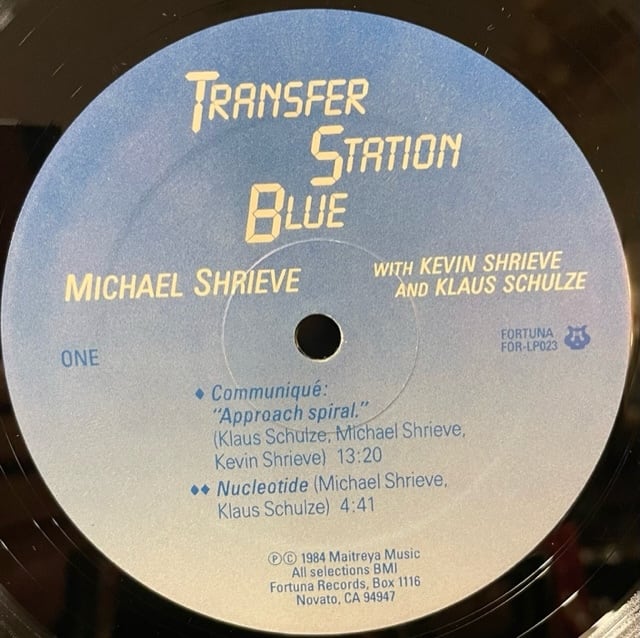 TRANSFER
STATION
BLUE
MICHAEL SHRIEVE
WITH KEVIN SHRIEVE
AND KLAUS SCHULZE
FORTUNA
FOR-LP023
ONE
♦ Communiqué:
"Approach spiral."
(Klaus Schulze, Michael Shrieve,
Kevin Shrieve) 13:20
♦♦ Nucleotide (Michael Shrieve,
Klaus Schulze) 4:41
Ⓟ© 1984 Maitreya Music
All selections BMI
Fortuna Records, Box 1116
Novato, CA 94947